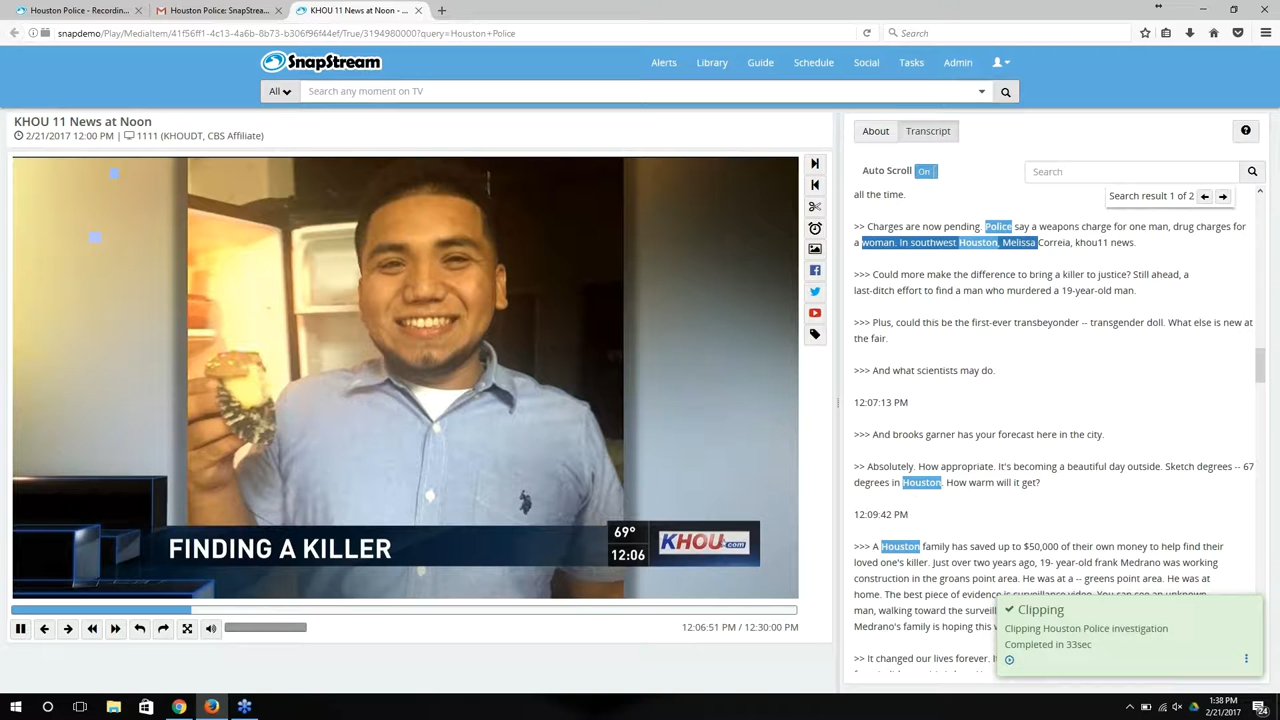 Houston Police - Recordin...
Houston Police: SnapStrea...
KHOU 11 News at Noon - ...
snapdemo/Play/MediaItem/41f56ff1-4c13-4a6b-8b73-b306f96f44ef/True/3194980000?query=Houston+Police
Search
SnapStream
Alerts
Library
Guide
Schedule
Social
Tasks
Admin
All
Search any moment on TV
KHOU 11 News at Noon
2/21/2017 12:00 PM | 1111 (KHOUDT, CBS Affiliate)
FINDING A KILLER
69°
12:06
KHOU.com
12:06:51 PM / 12:30:00 PM
About
Transcript
Auto Scroll On
Search
all the time.
Search result 1 of 2
>> Charges are now pending. Police say a weapons charge for one man, drug charges for
a woman. In southwest Houston, Melissa Correia, khou11 news.
>>> Could more make the difference to bring a killer to justice? Still ahead, a
last-ditch effort to find a man who murdered a 19-year-old man.
>>> Plus, could this be the first-ever transbeyonder -- transgender doll. What else is new at
the fair.
>>> And what scientists may do.
12:07:13 PM
>>> And brooks garner has your forecast here in the city.
>> Absolutely. How appropriate. It's becoming a beautiful day outside. Sketch degrees -- 67
degrees in Houston. How warm will it get?
12:09:42 PM
>>> A Houston family has saved up to $50,000 of their own money to help find their
loved one's killer. Just over two years ago, 19- year-old frank Medrano was working
construction in the groans point area. He was at a -- greens point area. He was at
home. The best piece of evidence is surveillance video. You can see an unknown
man, walking toward the surveil
Medrano's family is hoping this
>> It changed our lives forever.
Clipping
Clipping Houston Police investigation
Completed in 33sec
1:38 PM
2/21/2017
24